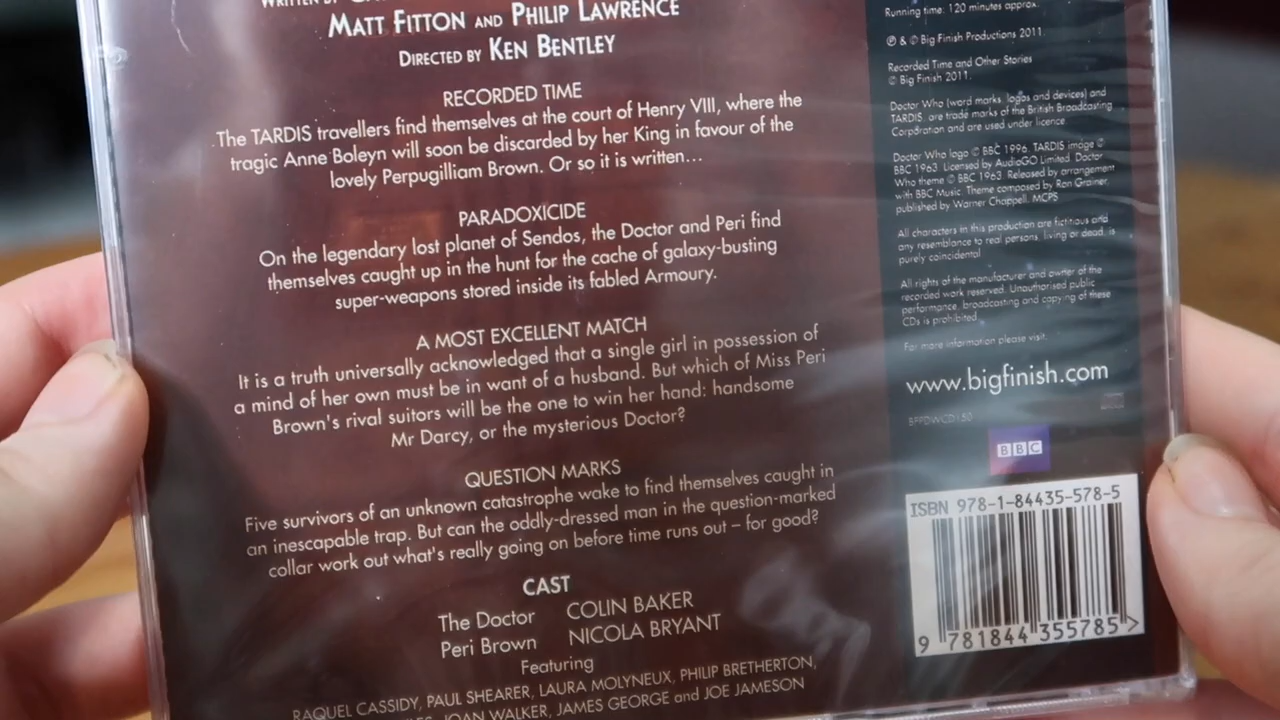 WRITTEN BY
MATT FITTON AND PHILIP LAWRENCE
DIRECTED BY KEN BENTLEY
RECORDED TIME
The TARDIS travellers find themselves at the court of Henry VIII, where the
tragic Anne Boleyn will soon be discarded by her King in favour of the
lovely Perpugilliam Brown. Or so it is written...
PARADOXICIDE
On the legendary lost planet of Sendos, the Doctor and Peri find
themselves caught up in the hunt for the cache of galaxy-busting
super-weapons stored inside its fabled Armoury.
A MOST EXCELLENT MATCH
It is a truth universally acknowledged that a single girl in possession of
a mind of her own must be in want of a husband. But which of Miss Peri
Brown's rival suitors will be the one to win her hand: handsome
Mr Darcy, or the mysterious Doctor?
QUESTION MARKS
Five survivors of an unknown catastrophe wake to find themselves caught in
an inescapable trap. But can the oddly-dressed man in the question-marked
collar work out what's really going on before time runs out – for good?
CAST
The Doctor COLIN BAKER
Peri Brown NICOLA BRYANT
Featuring
RAQUEL CASSIDY, PAUL SHEARER, LAURA MOLYNEUX, PHILIP BRETHERTON,
JOAN WALKER, JAMES GEORGE and JOE JAMESON
Running time: 120 minutes approx.
℗ & © Big Finish Productions 2011.
Recorded Time and Other Stories
© Big Finish 2011.
Doctor Who (word marks, logos and devices) and
TARDIS, are trade marks of the British Broadcasting
Corporation and are used under licence.
Doctor Who logo © BBC 1996. TARDIS image ©
BBC 1963. Licensed by AudioGO Limited. Doctor
Who theme © BBC 1963. Released by arrangement
with BBC Music. Theme composed by Ron Grainer,
published by Warner Chappell. MCPS
All characters in this production are fictitious and
any resemblance to real persons, living or dead, is
purely coincidental.
All rights of the manufacturer and owner of the
recorded work reserved. Unauthorised public
performance, broadcasting and copying of these
CDs is prohibited.
For more information please visit:
www.bigfinish.com
BFPDWCD150
BBC
ISBN 978-1-84435-578-5
9 781844 355785 >